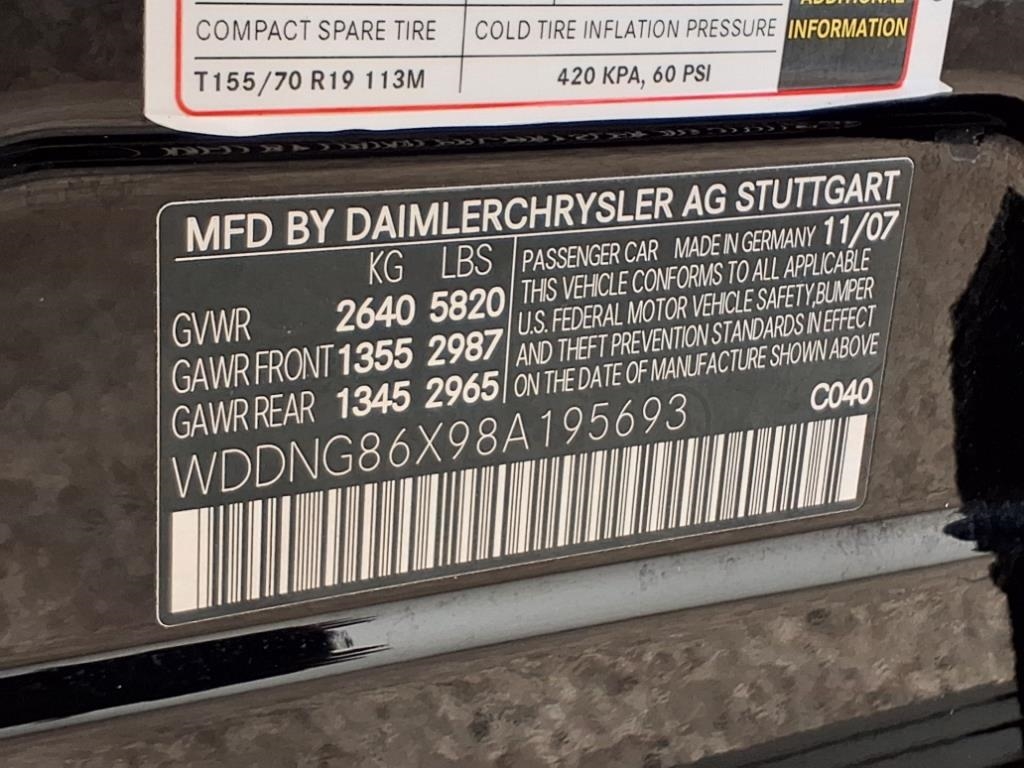 ADDITIONAL
INFORMATION
COMPACT SPARE TIRE COLD TIRE INFLATION PRESSURE
T155/70 R19 113M 420 KPA, 60 PSI
MFD BY DAIMLERCHRYSLER AG STUTTGART
KG LBS
GVWR 2640 5820
GAWR FRONT 1355 2987
GAWR REAR 1345 2965
PASSENGER CAR MADE IN GERMANY 11/07
THIS VEHICLE CONFORMS TO ALL APPLICABLE
U.S. FEDERAL MOTOR VEHICLE SAFETY,BUMPER
AND THEFT PREVENTION STANDARDS IN EFFECT
ON THE DATE OF MANUFACTURE SHOWN ABOVE
C040
WDDNG86X98A195693